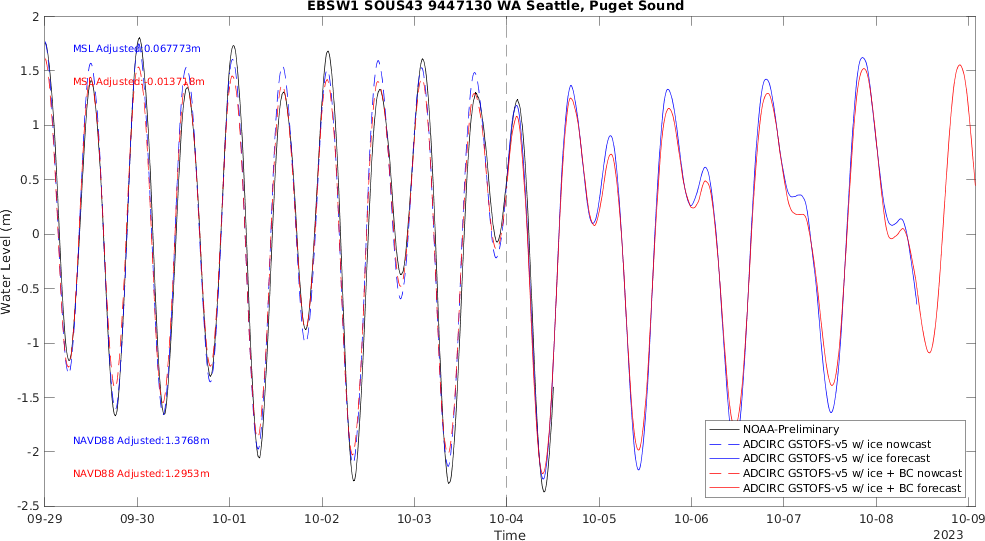 EBSW1 SOUS43 9447130 WA Seattle, Puget Sound
2
1.5
1
0.5
0
-0.5
-1
-1.5
-2
-2.5
Water Level (m)
MSL Adjusted:0.067773m
MSL Adjusted:-0.013718m
NAVD88 Adjusted:1.3768m
NAVD88 Adjusted:1.2953m
NOAA-Preliminary
ADCIRC GSTOFS-v5 w/ ice nowcast
ADCIRC GSTOFS-v5 w/ ice forecast
ADCIRC GSTOFS-v5 w/ ice + BC nowcast
ADCIRC GSTOFS-v5 w/ ice + BC forecast
09-29 09-30 10-01 10-02 10-03 10-04 10-05 10-06 10-07 10-08 10-09
Time
2023